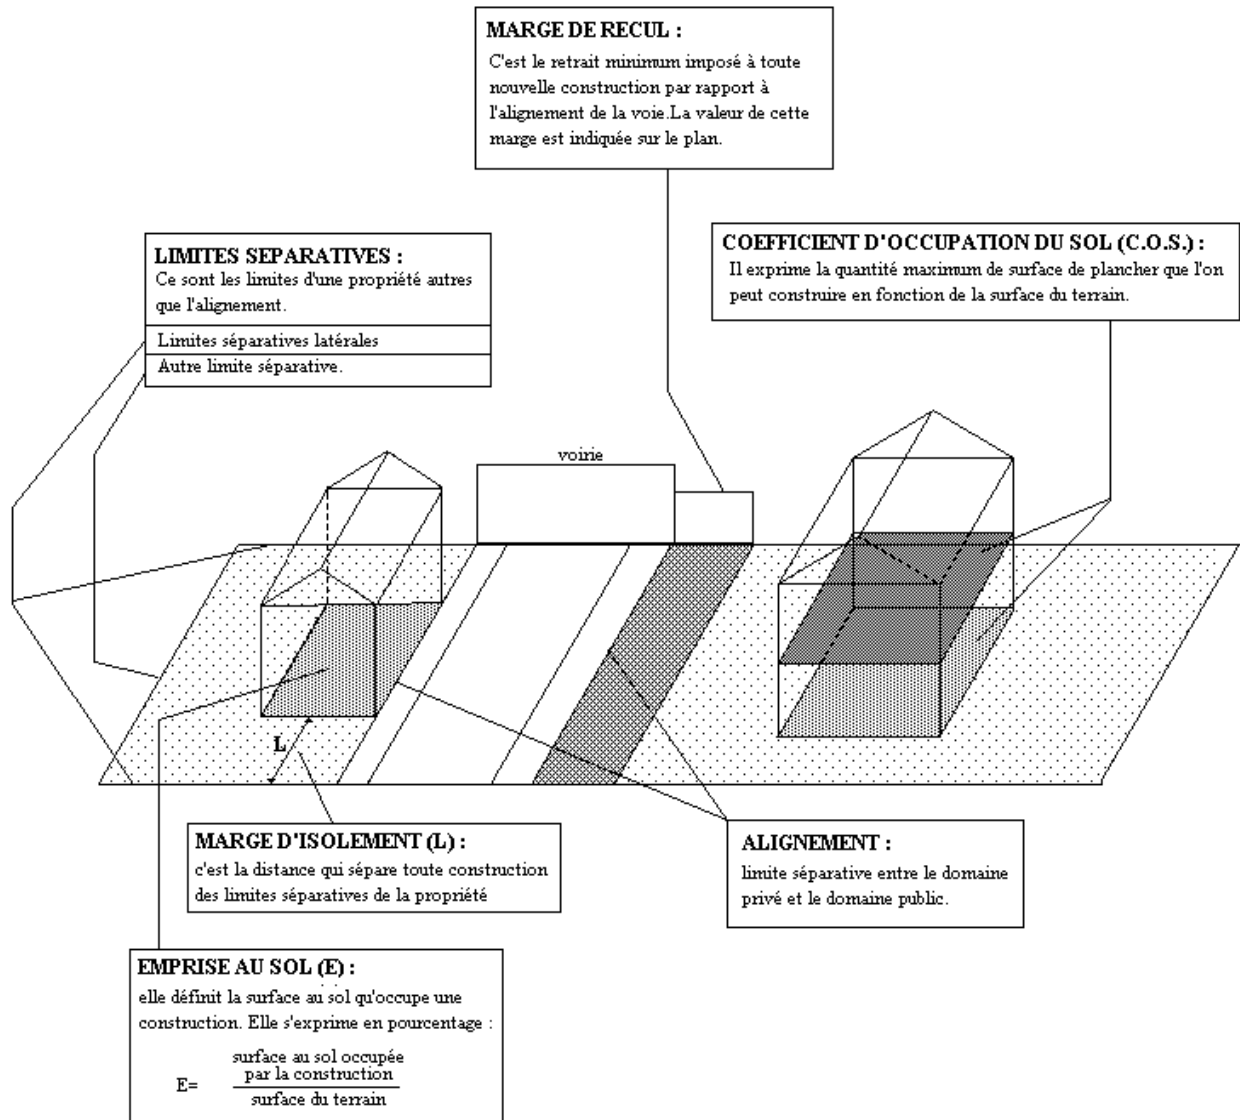 MARGE DE RECUL :
C'est le retrait minimum imposé à toute
nouvelle construction par rapport à
l'alignement de la voie.La valeur de cette
marge est indiquée sur le plan.
LIMITES SEPARATIVES :
Ce sont les limites d'une propriété autres
que l'alignement.
Limites séparatives latérales
Autre limite séparative.
COEFFICIENT D'OCCUPATION DU SOL (C.O.S.) :
Il exprime la quantité maximum de surface de plancher que l'on
peut construire en fonction de la surface du terrain.
voirie
L
MARGE D'ISOLEMENT (L) :
c'est la distance qui sépare toute construction
des limites séparatives de la propriété
ALIGNEMENT :
limite séparative entre le domaine
privé et le domaine public.
EMPRISE AU SOL (E) :
elle définit la surface au sol qu'occupe une
construction. Elle s'exprime en pourcentage :
surface au sol occupée
par la construction
E=
surface du terrain